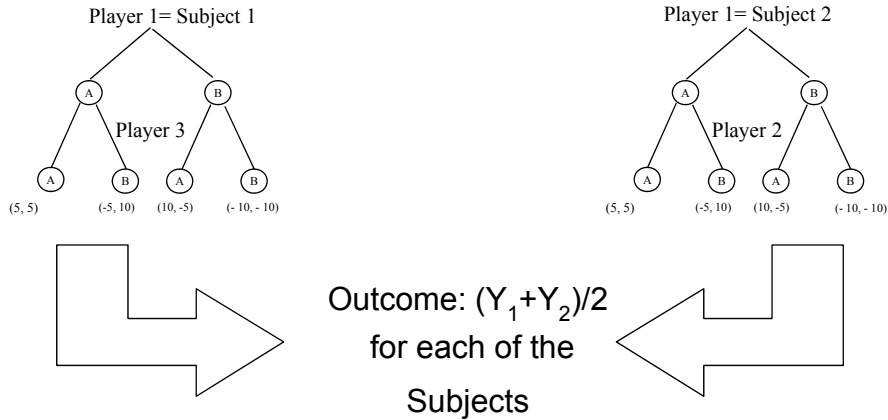 Player 1= Subject 1
Player 1= Subject 2
A B
A B
Player 3
Player 2
A B A B
A B A B
(5, 5) (-5, 10) (10, -5) (- 10, - 10)
(5, 5) (-5, 10) (10, -5) (- 10, - 10)
Outcome: (Y₁+Y₂)/2
for each of the
Subjects